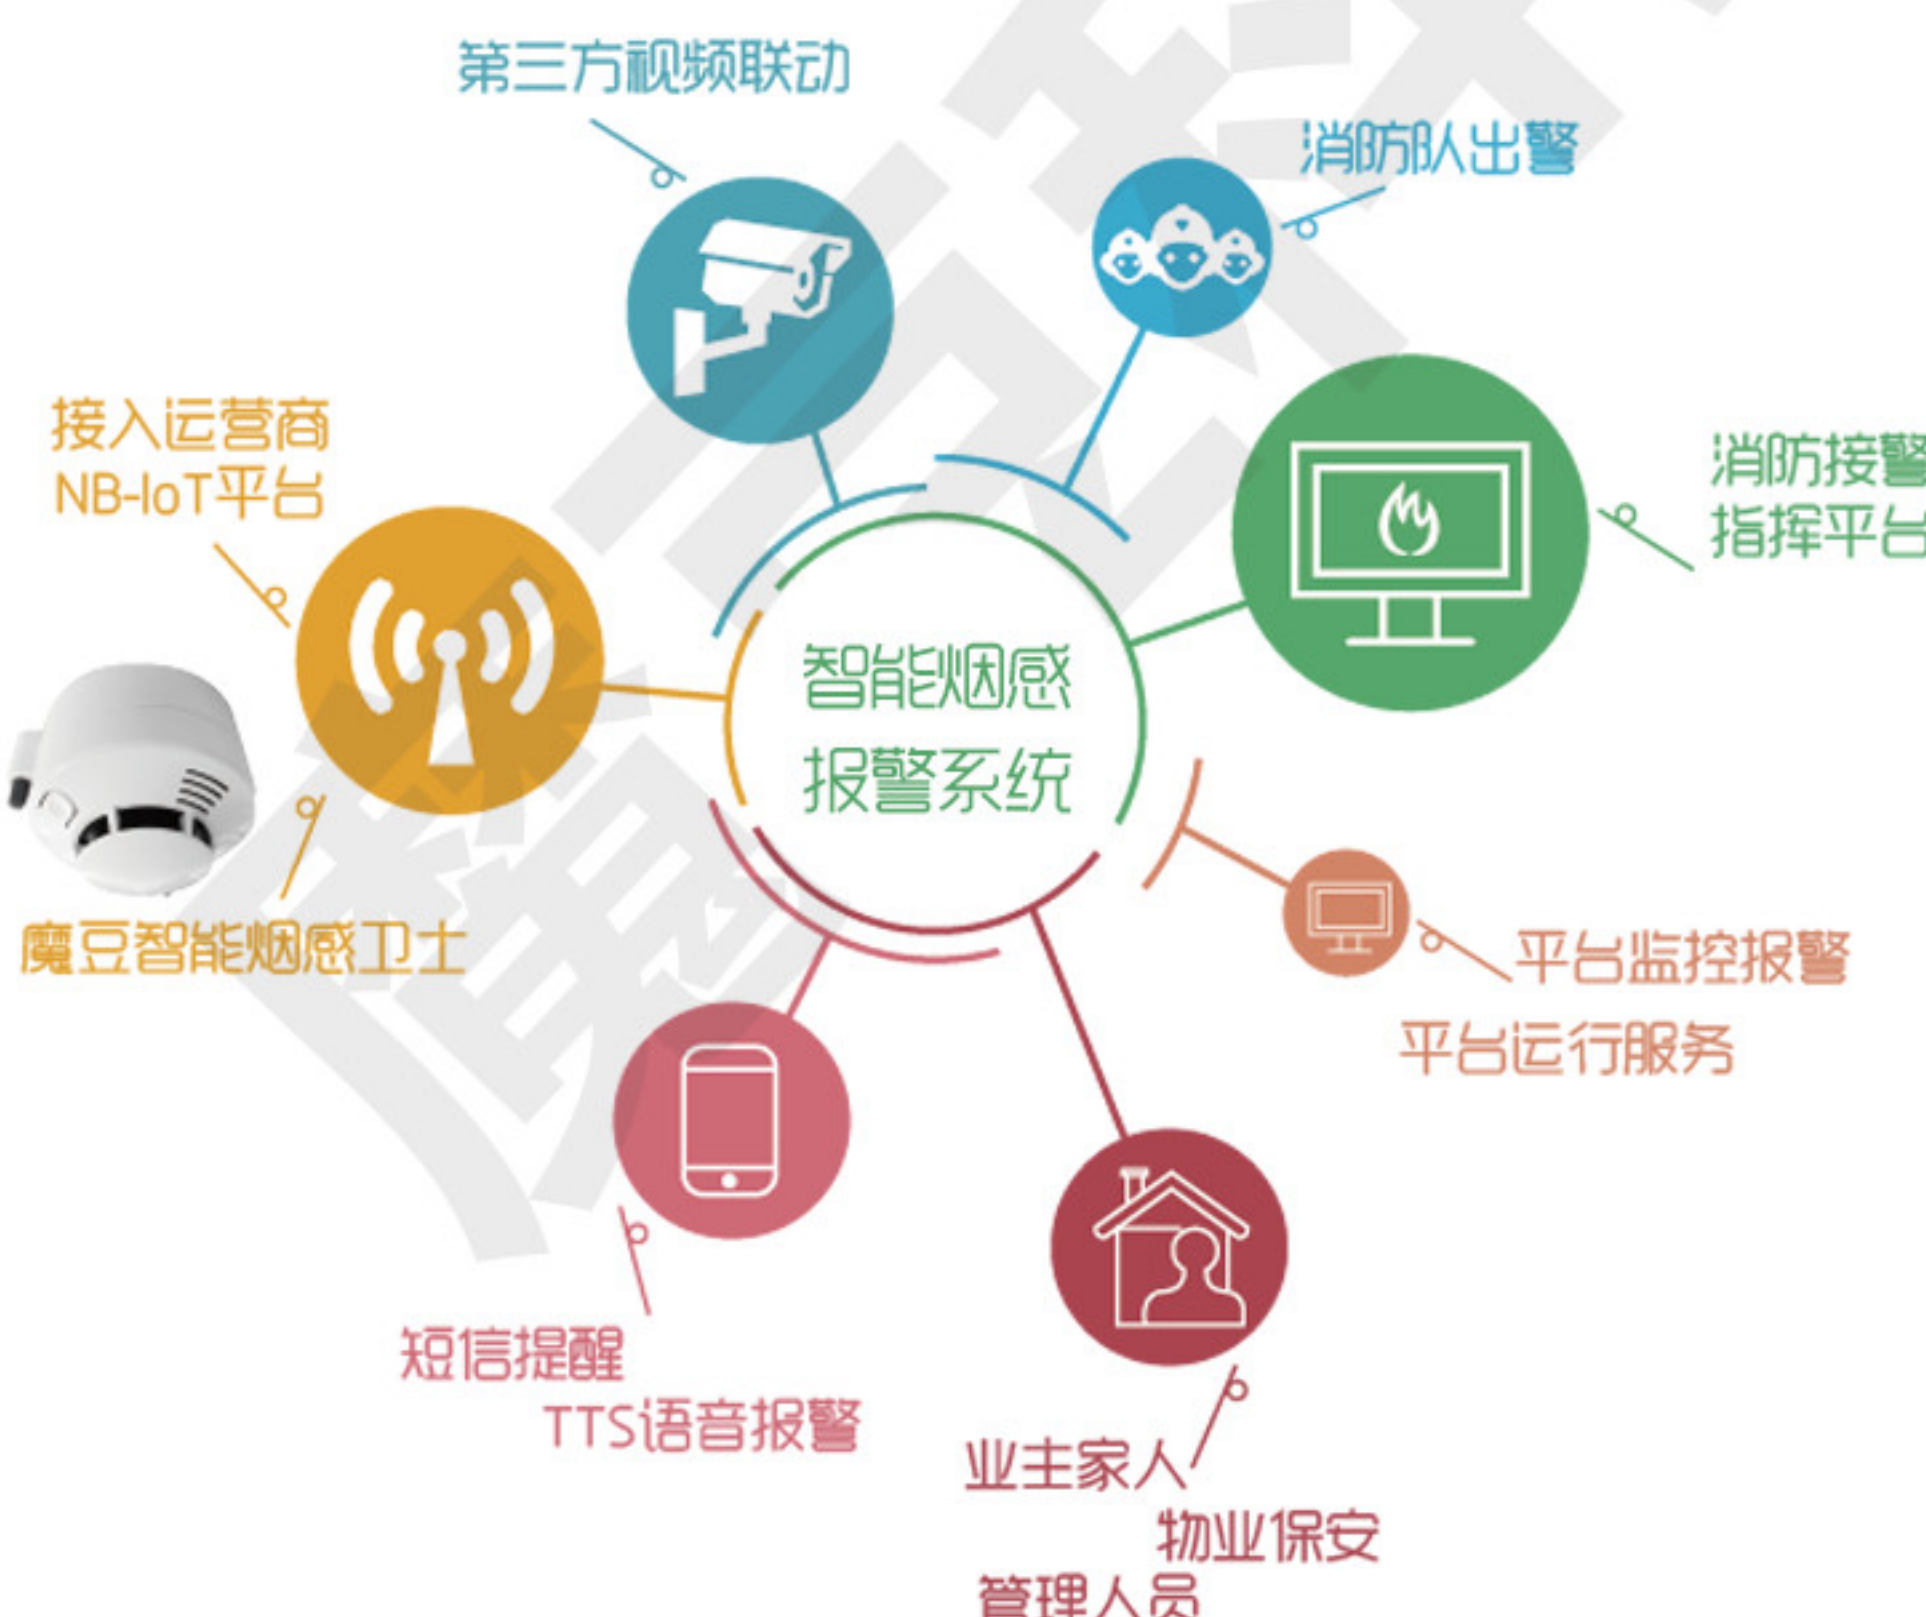 第三方视频联动
消防队出警
接入运营商
NB-IoT平台
消防接警
指挥平台
智能烟感
报警系统
魔豆智能烟感卫士
平台监控报警
平台运行服务
短信提醒
TTS语音报警
业主家人
物业保安
管理人员